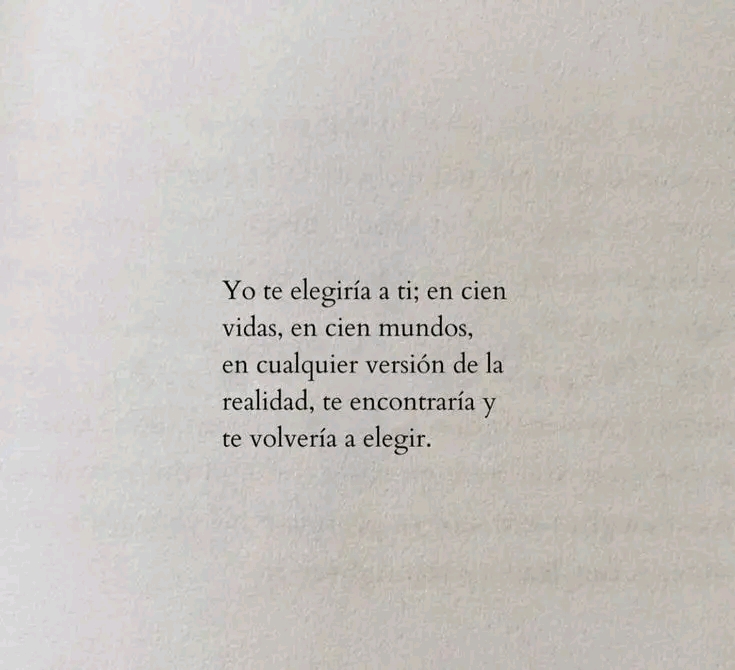 Yo te elegiría a ti; en cien
vidas, en cien mundos,
en cualquier versión de la
realidad, te encontraría y
te volvería a elegir.